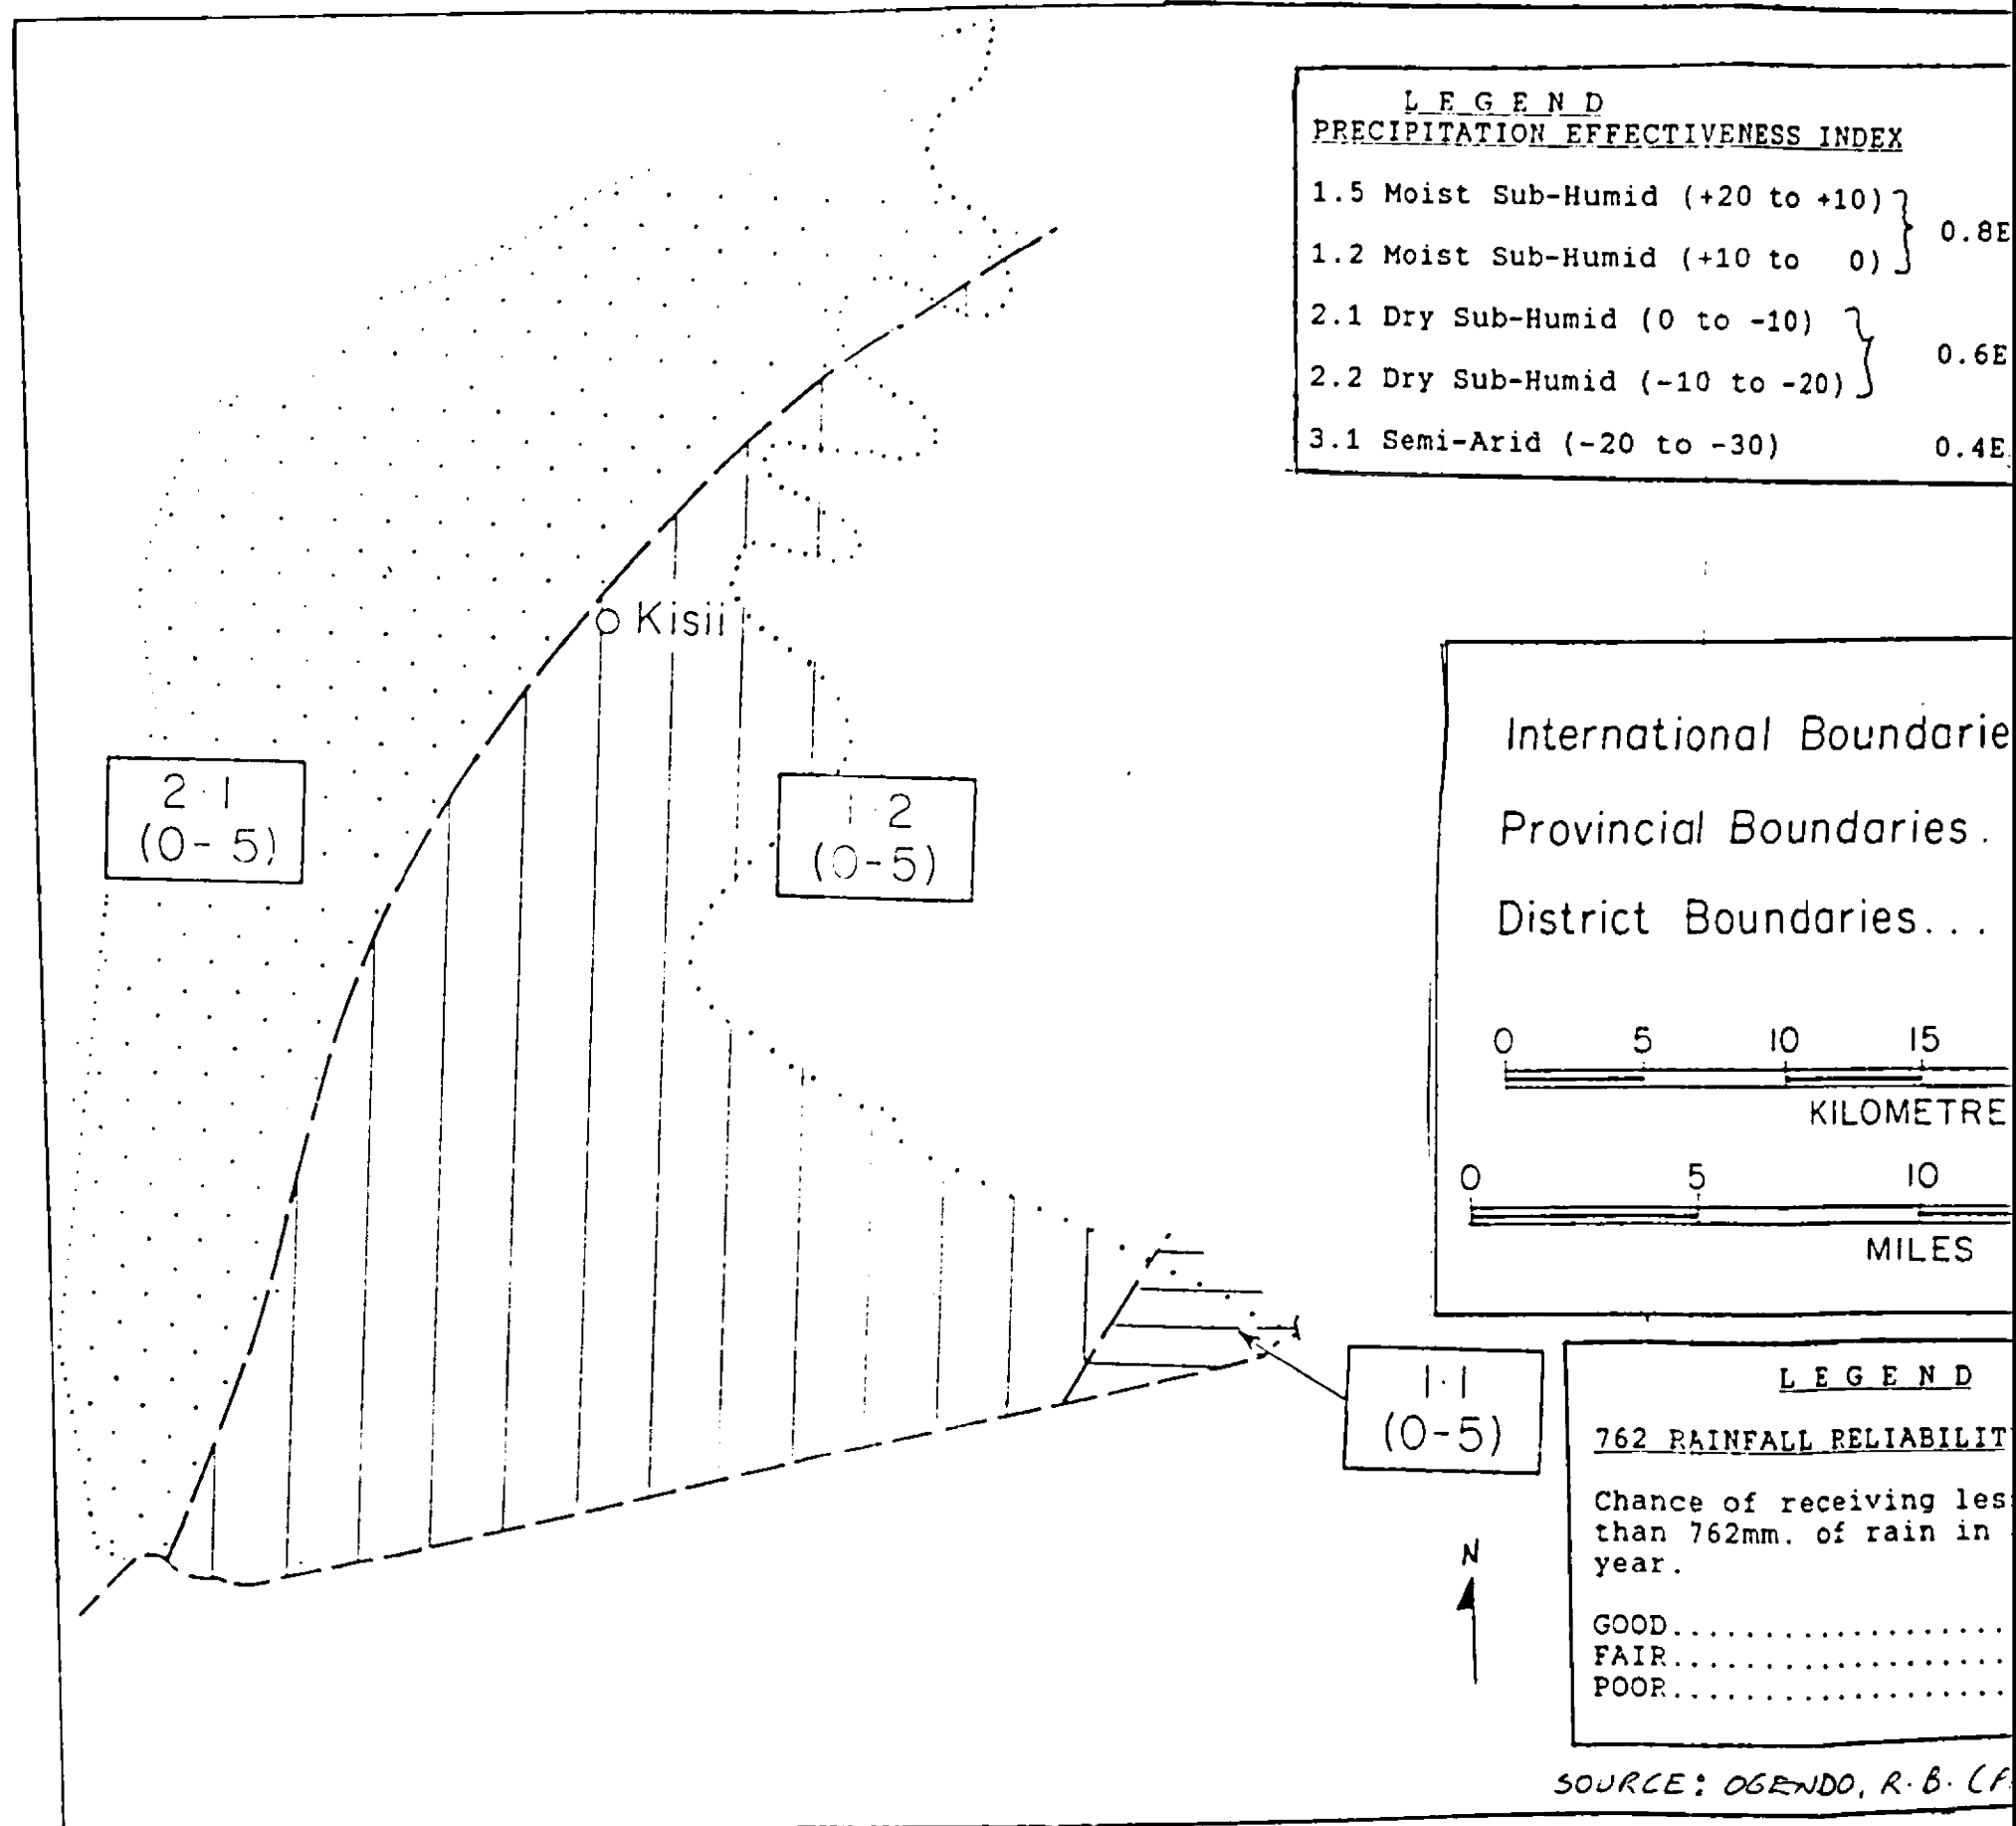 L E G E N D
PRECIPITATION EFFECTIVENESS INDEX
1.5 Moist Sub-Humid (+20 to +10)
0.8E
1.2 Moist Sub-Humid (+10 to 0)
2.1 Dry Sub-Humid (0 to -10)
0.6E
2.2 Dry Sub-Humid (-10 to -20)
3.1 Semi-Arid (-20 to -30) 0.4E
Kisii
2·1
(0-5)
1·2
(0-5)
International Boundarie
Provincial Boundaries.
District Boundaries...
0 5 10 15
KILOMETRE
0 5 10
MILES
1·1
(0-5)
N
L E G E N D
762 RAINFALL RELIABILIT
Chance of receiving les
than 762mm. of rain in
year.
GOOD...................
FAIR...................
POOR...................
SOURCE: OGENDO, R.B. (